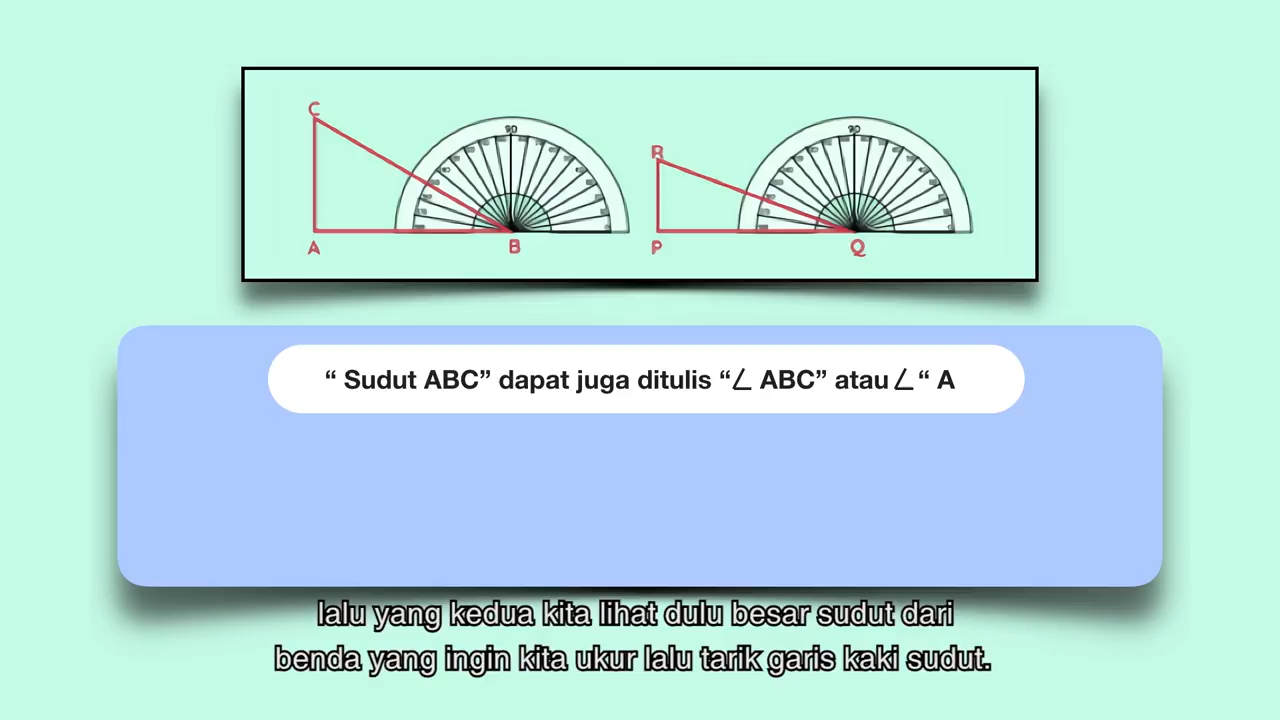 C
90
A
B
R
90
P
Q
“ Sudut ABC” dapat juga ditulis “∠ ABC” atau ∠ “ A
lalu yang kedua kita lihat dulu besar sudut dari
benda yang ingin kita ukur lalu tarik garis kaki sudut.